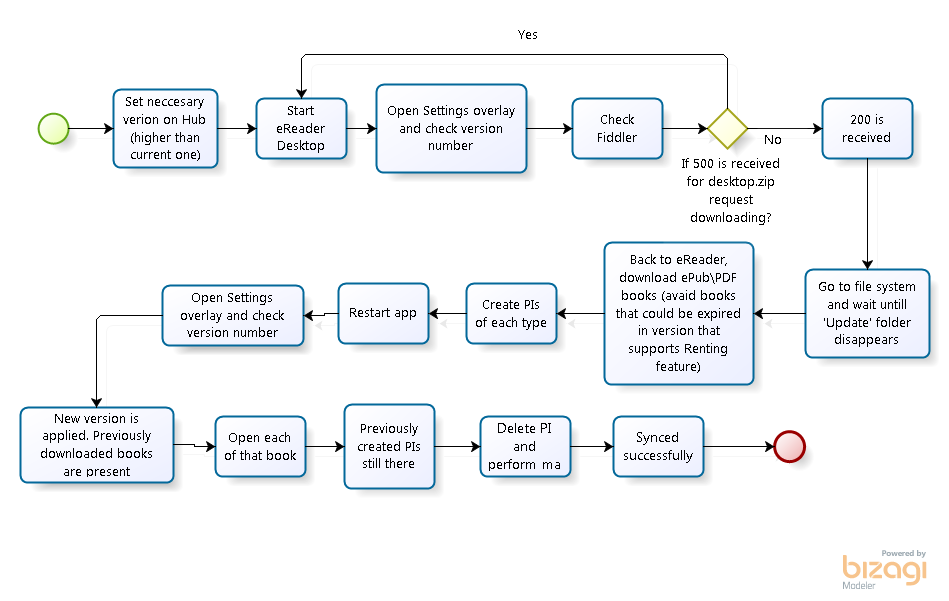 Yes
Set neccesary
verion on Hub
(higher than
current one)
Start
eReader
Desktop
Open Settings overlay
and check version
number
Check
Fiddler
No
If 500 is received
for desktop.zip
request
downloading?
200 is
received
Go to file system
and wait untill
'Update' folder
disappears
Back to eReader,
download ePub\PDF
books (avaid books
that could be expired
in version that
supports Renting
feature)
Create PIs
of each type
Restart app
Open Settings
overlay and check
version number
New version is
applied. Previously
downloaded books
are present
Open each
of that book
Previously
created PIs
still there
Delete PI
and
perform ma
Synced
successfully
Powered by
bizagi
Modeler